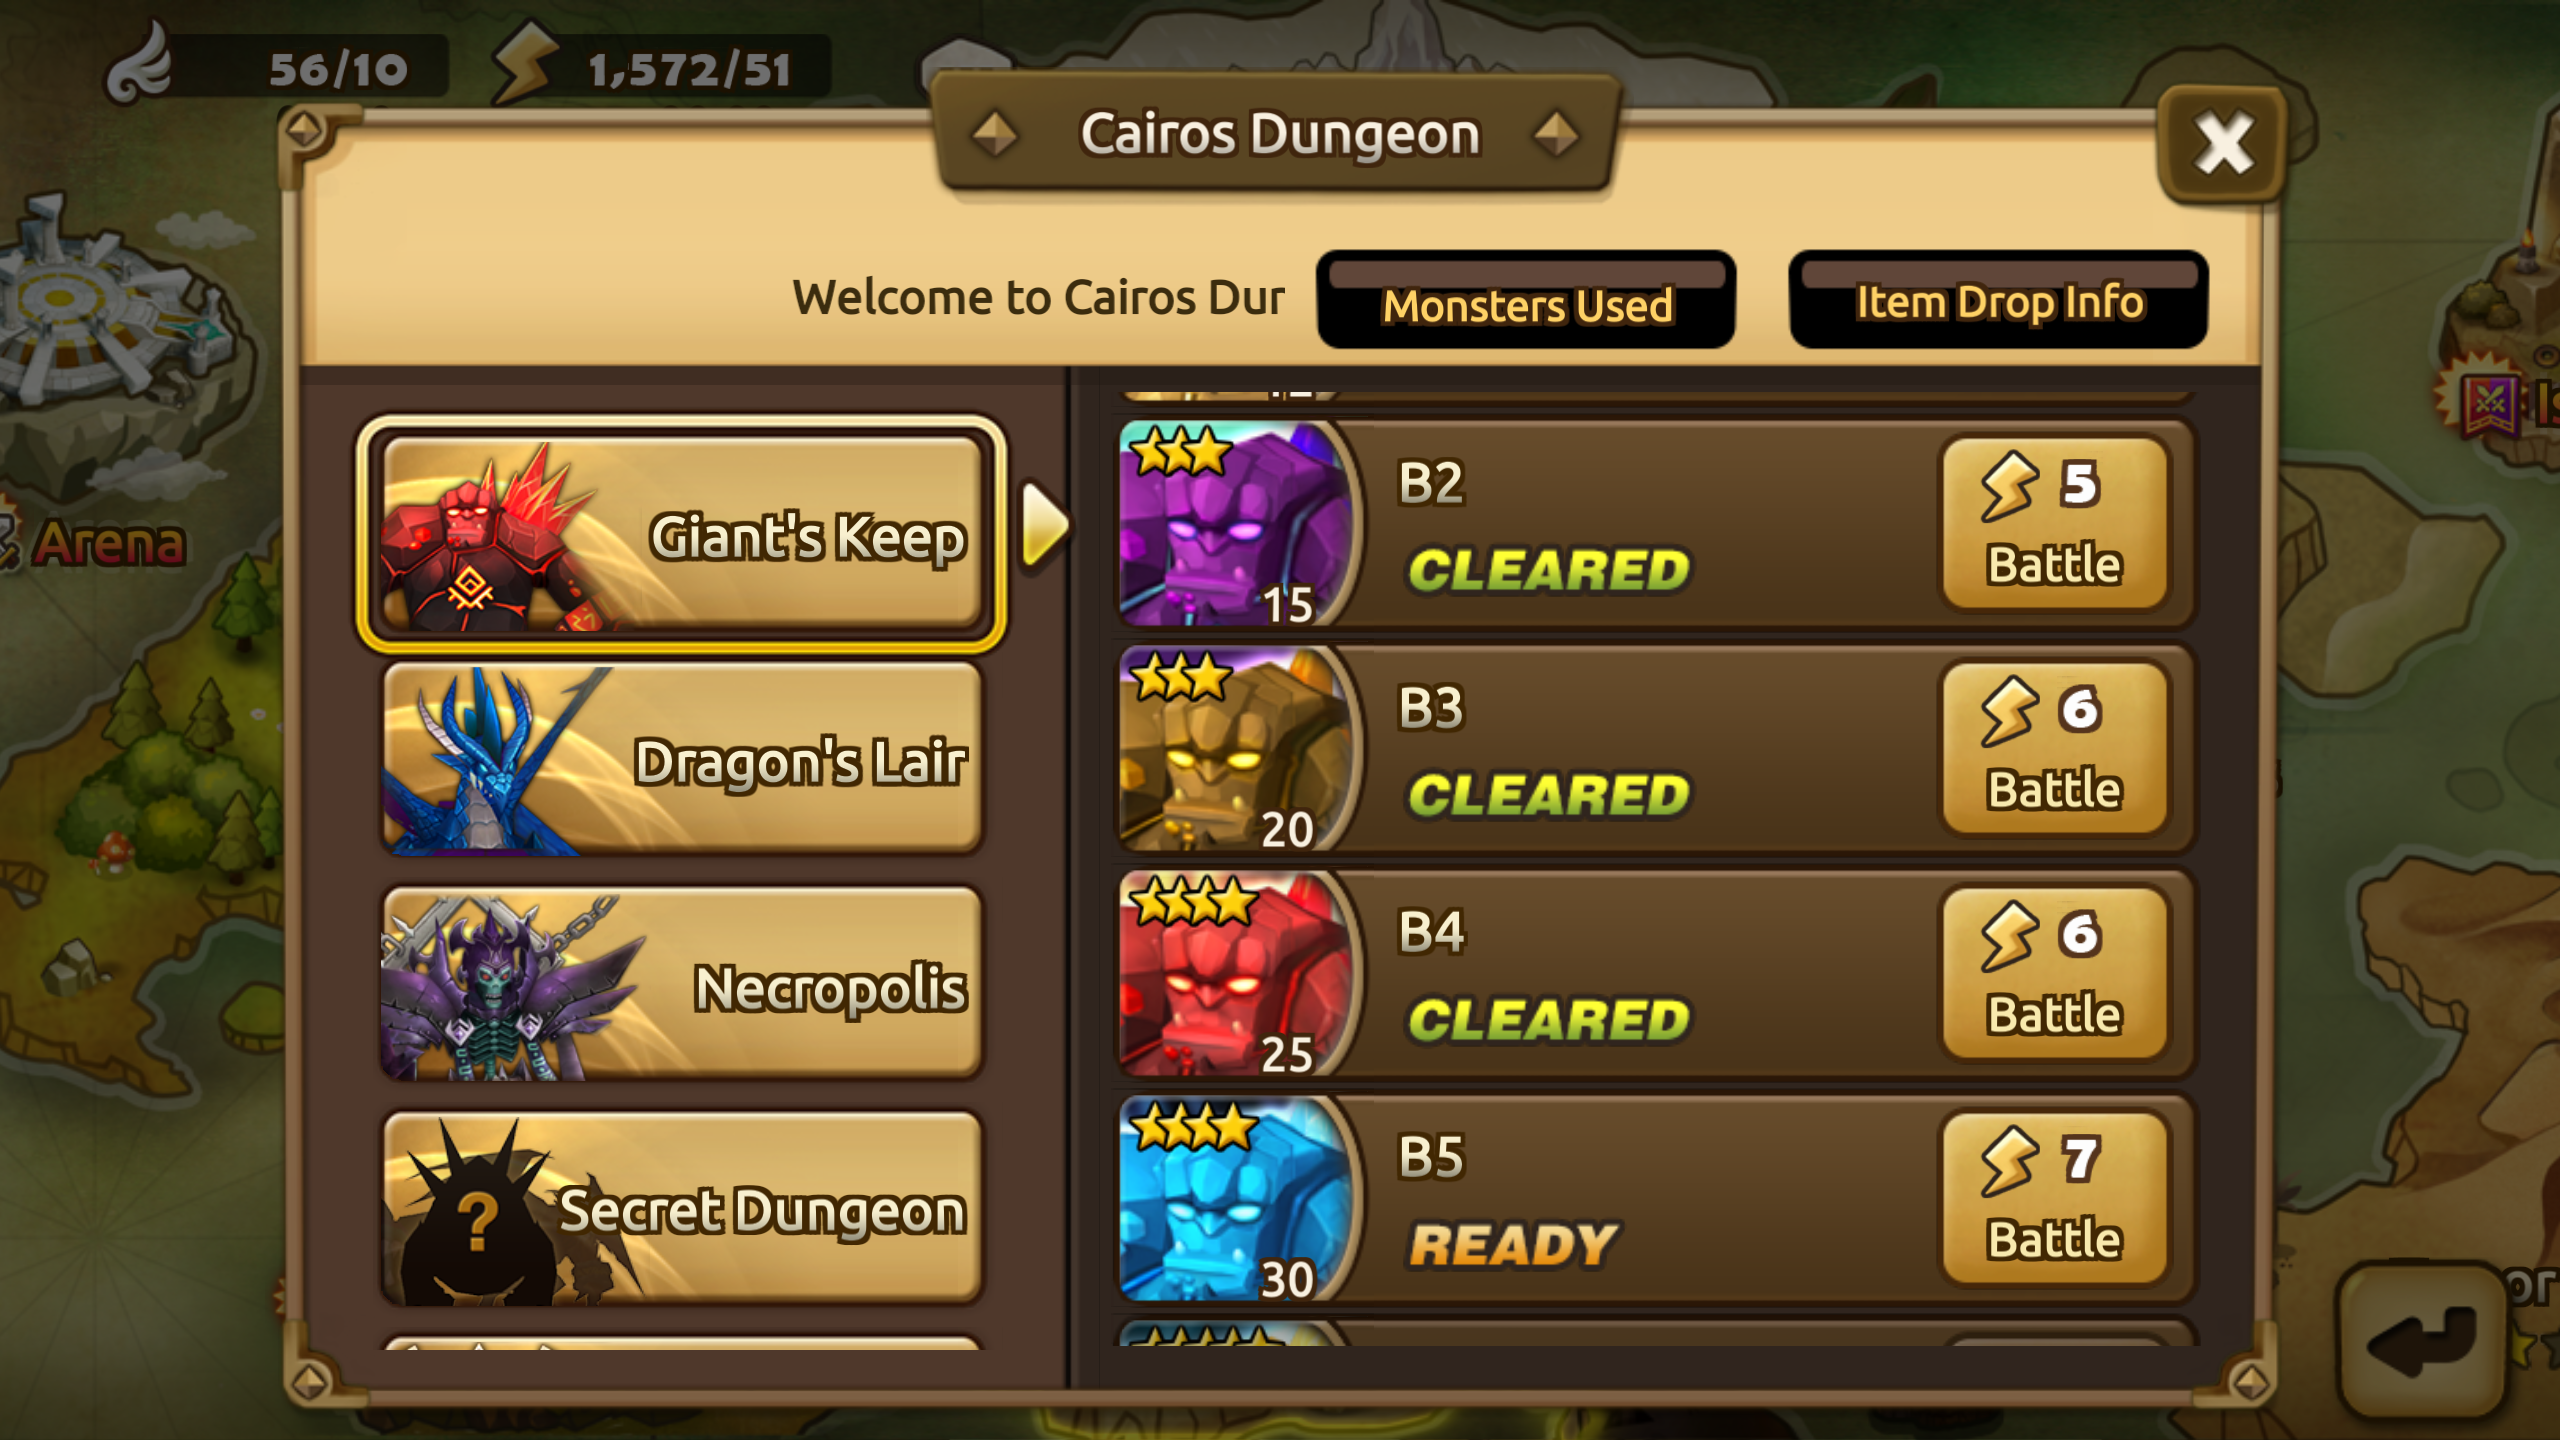 56/10
1,572/51
Cairos Dungeon
Welcome to Cairos Dur
Monsters Used
Item Drop Info
Arena
Giant's Keep
Dragon's Lair
Necropolis
?
Secret Dungeon
B2
CLEARED
15
5
Battle
B3
CLEARED
20
6
Battle
B4
CLEARED
25
6
Battle
B5
READY
30
7
Battle